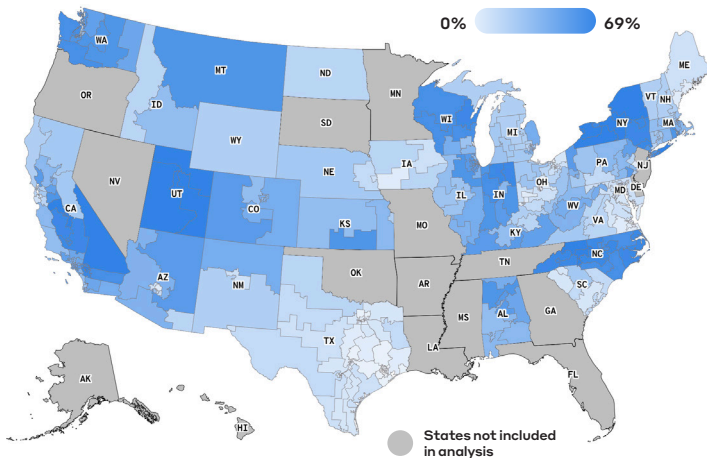 0% 69%
WA
MT
ND
ME
OR
MN
VT
NH
ID
SD
WI
NY
MA
WY
MI
IA
PA
NJ
NE
OH
NV
MD
DE
UT
IL
IN
CO
WV
CA
KS
VA
MO
KY
NC
OK
TN
AZ
NM
AR
SC
MS
AL
GA
TX
LA
FL
AK
HI
States not included
in analysis